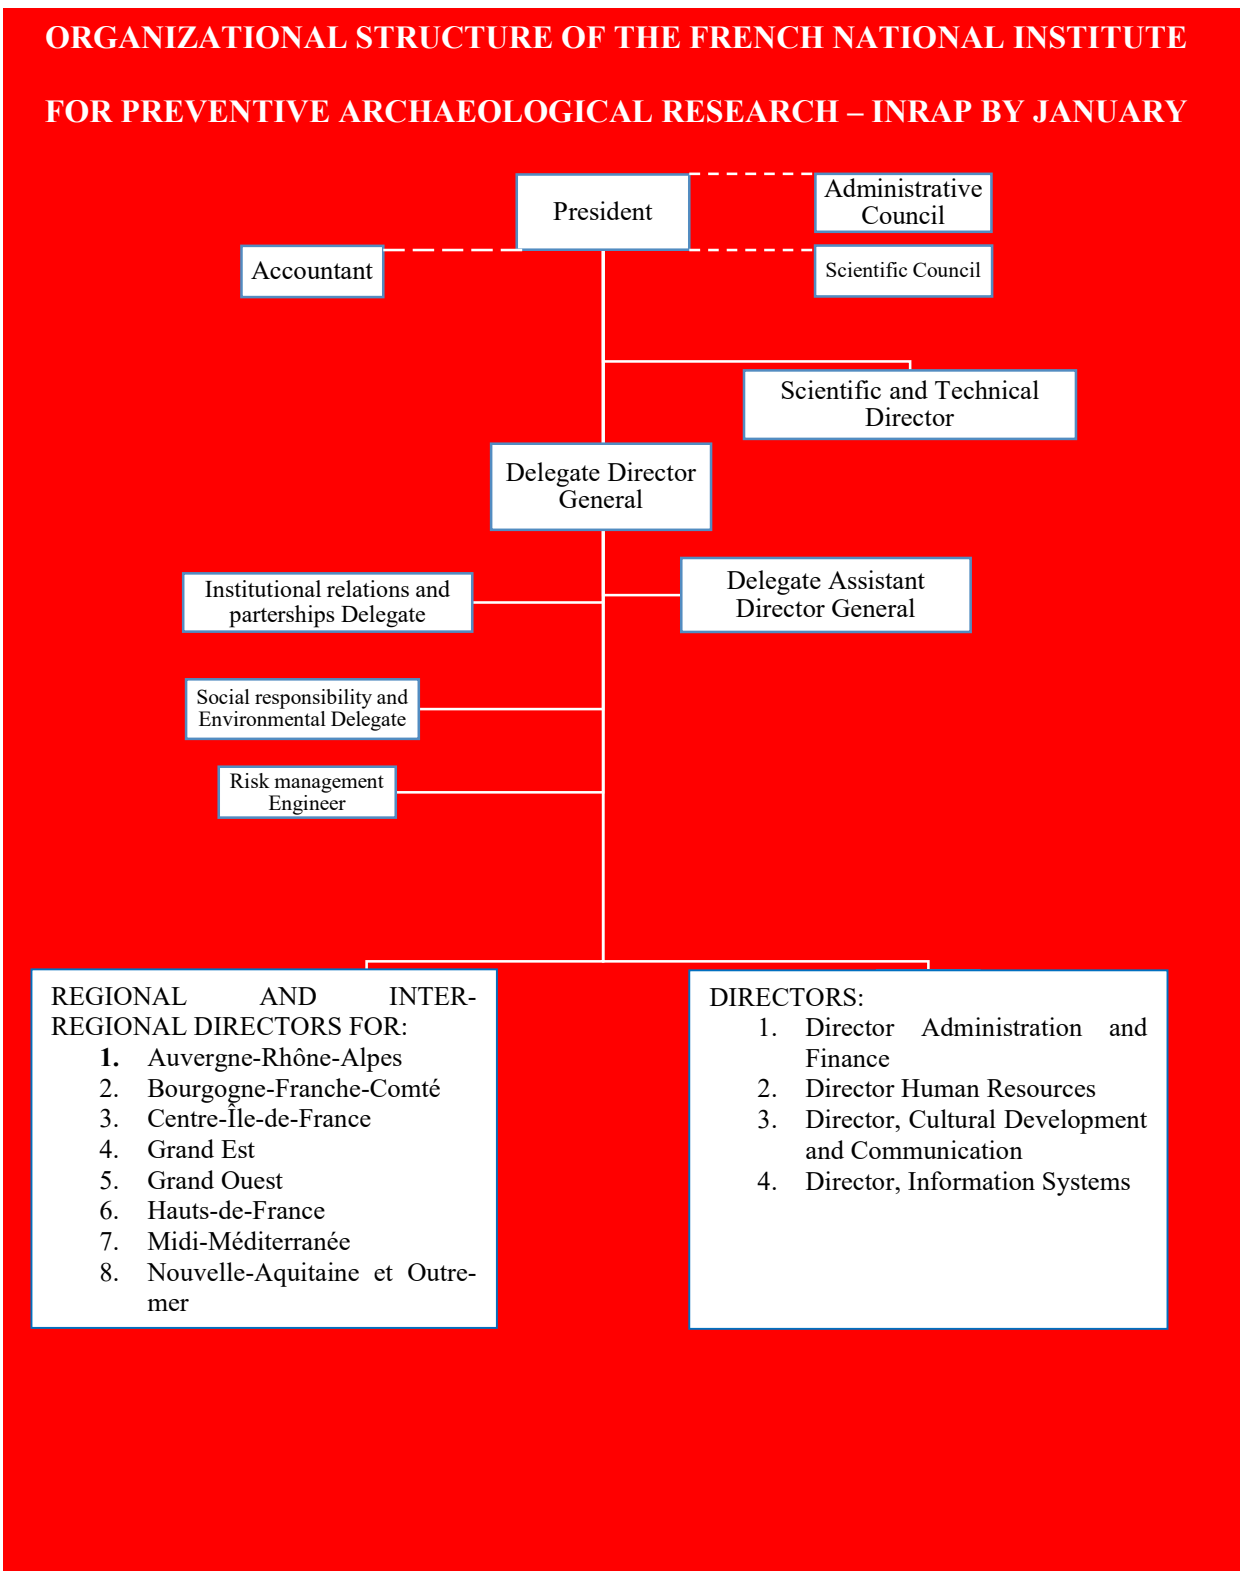 ORGANIZATIONAL STRUCTURE OF THE FRENCH NATIONAL INSTITUTE
FOR PREVENTIVE ARCHAEOLOGICAL RESEARCH – INRAP BY JANUARY
President
Administrative
Council
Accountant
Scientific Council
Scientific and Technical
Director
Delegate Director
General
Institutional relations and
parterships Delegate
Delegate Assistant
Director General
Social responsibility and
Environmental Delegate
Risk management
Engineer
REGIONAL AND INTER-
REGIONAL DIRECTORS FOR:
1. Auvergne-Rhône-Alpes
2. Bourgogne-Franche-Comté
3. Centre-Île-de-France
4. Grand Est
5. Grand Ouest
6. Hauts-de-France
7. Midi-Méditerranée
8. Nouvelle-Aquitaine et Outre-
mer
DIRECTORS:
1. Director Administration and
Finance
2. Director Human Resources
3. Director, Cultural Development
and Communication
4. Director, Information Systems